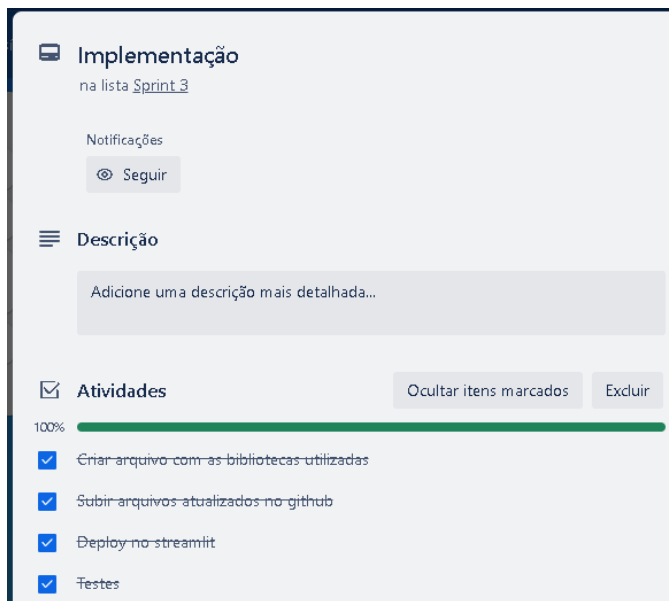 Implementação
na lista Sprint 3
Notificações
Seguir
Descrição
Adicione uma descrição mais detalhada...
Atividades Ocultar itens marcados Excluir
100%
Criar arquivo com as bibliotecas utilizadas
Subir arquivos atualizados no github
Deploy no streamlit
Testes